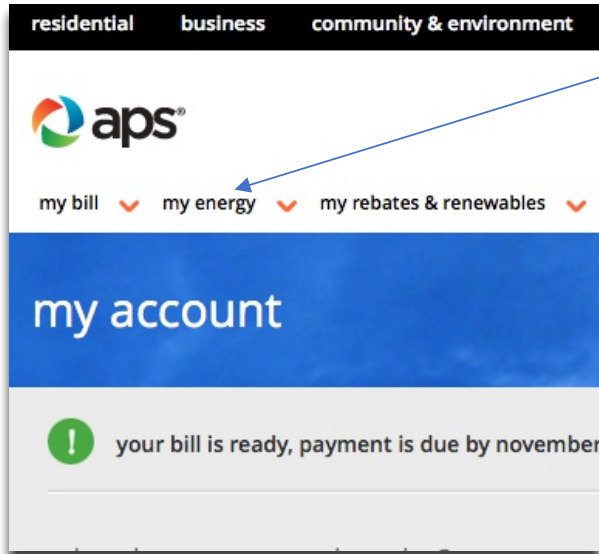 residential business community & environment
aps®
my bill my energy my rebates & renewables
my account
! your bill is ready, payment is due by november